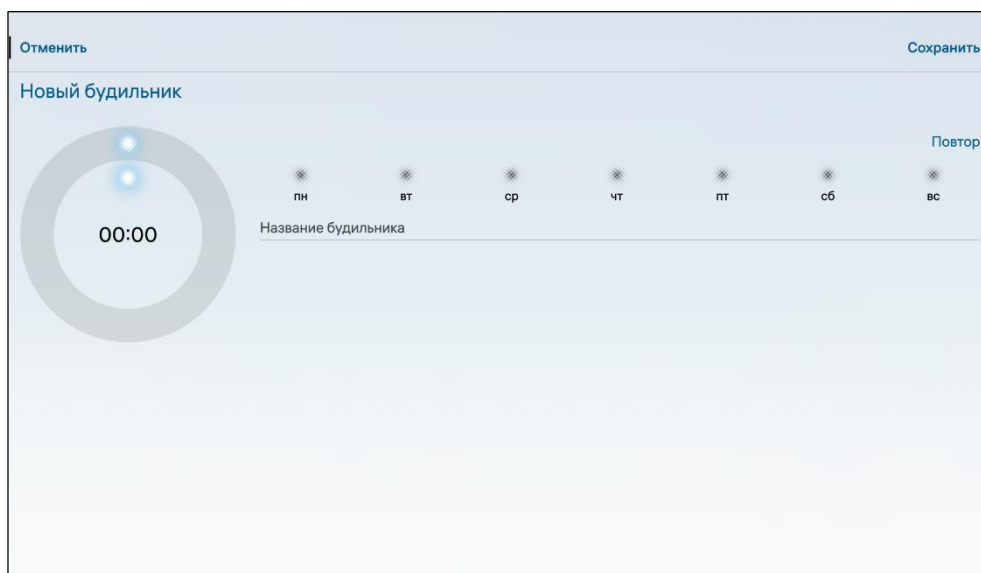 Отменить Сохранить
Новый будильник
Повтор
пн вт ср чт пт сб вс
Название будильника
00:00